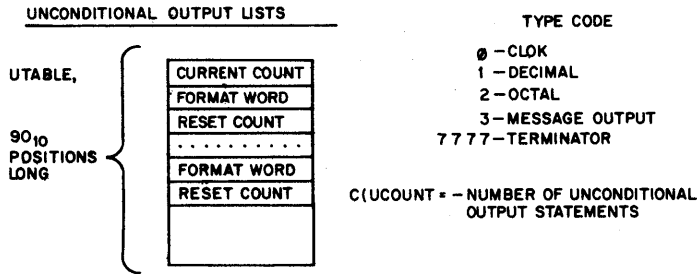 UNCONDITIONAL OUTPUT LISTS
UTABLE,
90₁₀
POSITIONS
LONG
CURRENT COUNT
FORMAT WORD
RESET COUNT
. . . . . . . . . .
FORMAT WORD
RESET COUNT
TYPE CODE
0 – CLOK
1 – DECIMAL
2 – OCTAL
3 – MESSAGE OUTPUT
7777 – TERMINATOR
C(UCOUNT = – NUMBER OF UNCONDITIONAL
OUTPUT STATEMENTS